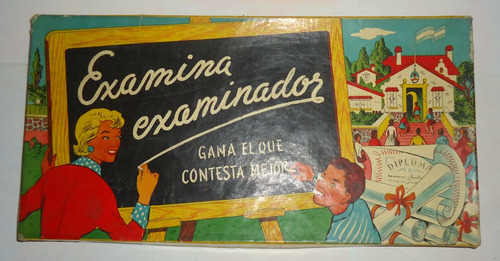 Examina
examinador
GANA EL QUE
CONTESTA MEJOR
DIPLOMA